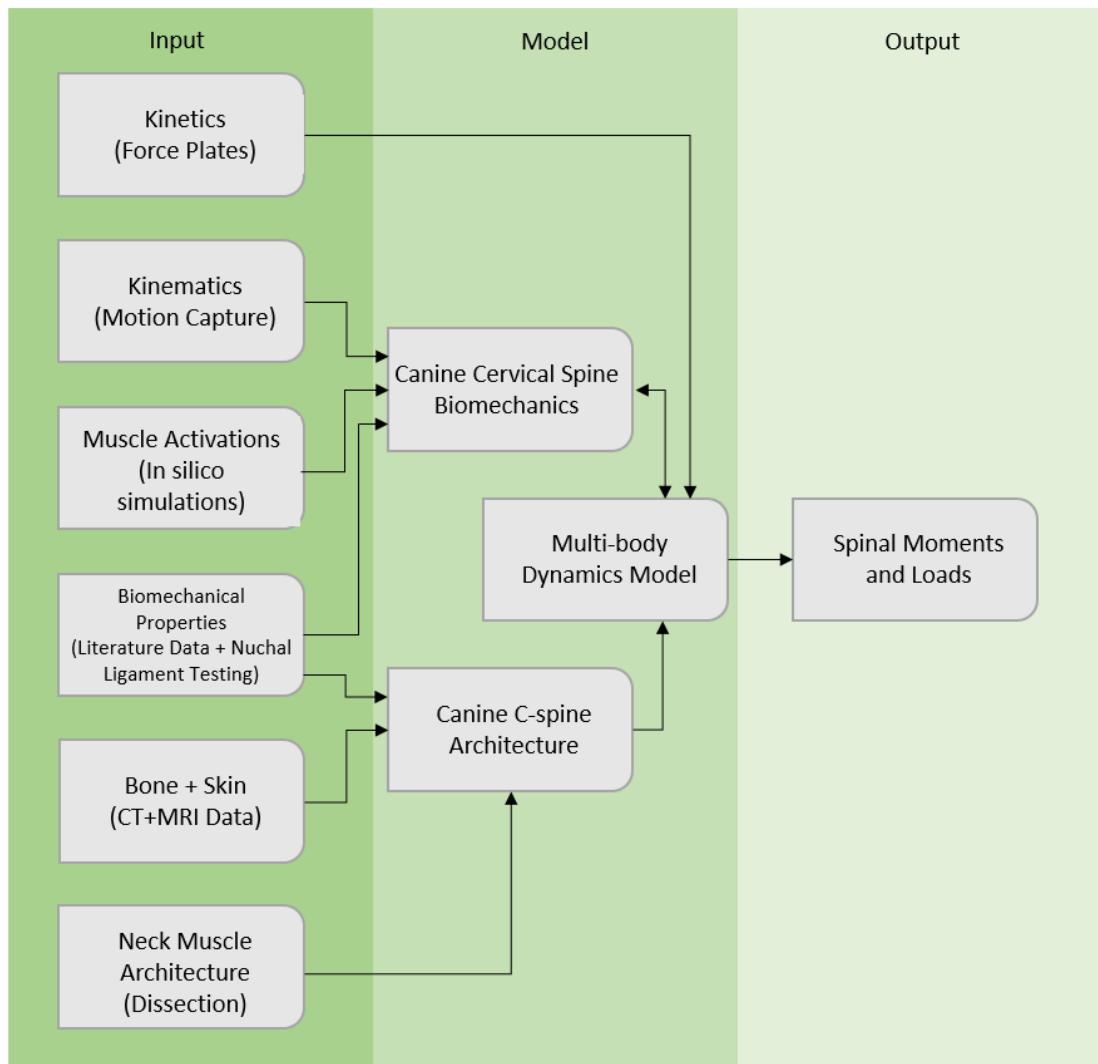 Input
Model
Output
Kinetics
(Force Plates)
Kinematics
(Motion Capture)
Canine Cervical Spine
Biomechanics
Muscle Activations
(In silico
simulations)
Multi-body
Dynamics Model
Spinal Moments
and Loads
Biomechanical
Properties
(Literature Data + Nuchal
Ligament Testing)
Canine C-spine
Architecture
Bone + Skin
(CT+MRI Data)
Neck Muscle
Architecture
(Dissection)